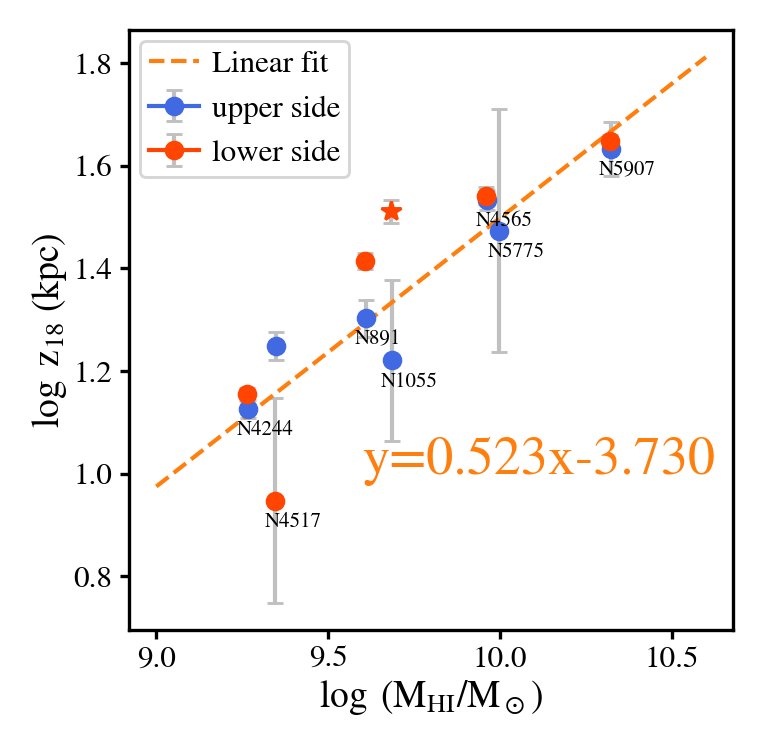 Linear fit
upper side
lower side
1.8
1.6
1.4
1.2
1.0
0.8
log z₁₈ (kpc)
N5907
N4565
N5775
N891
N1055
N4244
N4517
y=0.523x-3.730
9.0
9.5
10.0
10.5
log (M_HI/M_⊙)